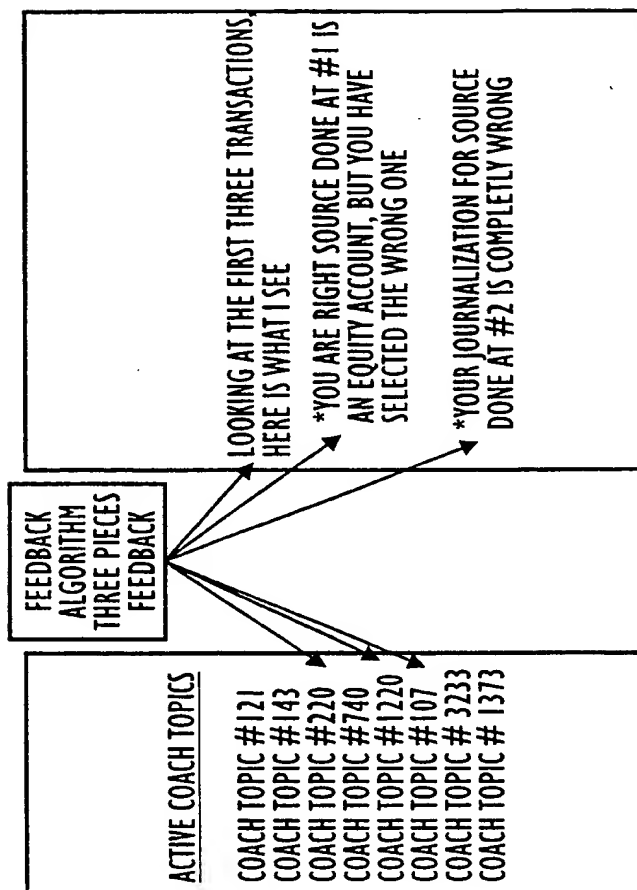 ACTIVE COACH TOPICS
COACH TOPIC #121
COACH TOPIC #143
COACH TOPIC #220
COACH TOPIC #740
COACH TOPIC #1220
COACH TOPIC #107
COACH TOPIC # 3233
COACH TOPIC # 1373
FEEDBACK
ALGORITHM
THREE PIECES
FEEDBACK
LOOKING AT THE FIRST THREE TRANSACTIONS,
HERE IS WHAT I SEE
*YOU ARE RIGHT SOURCE DONE AT #1 IS
AN EQUITY ACCOUNT, BUT YOU HAVE
SELECTED THE WRONG ONE
*YOUR JOURNALIZATION FOR SOURCE
DONE AT #2 IS COMPLETLY WRONG